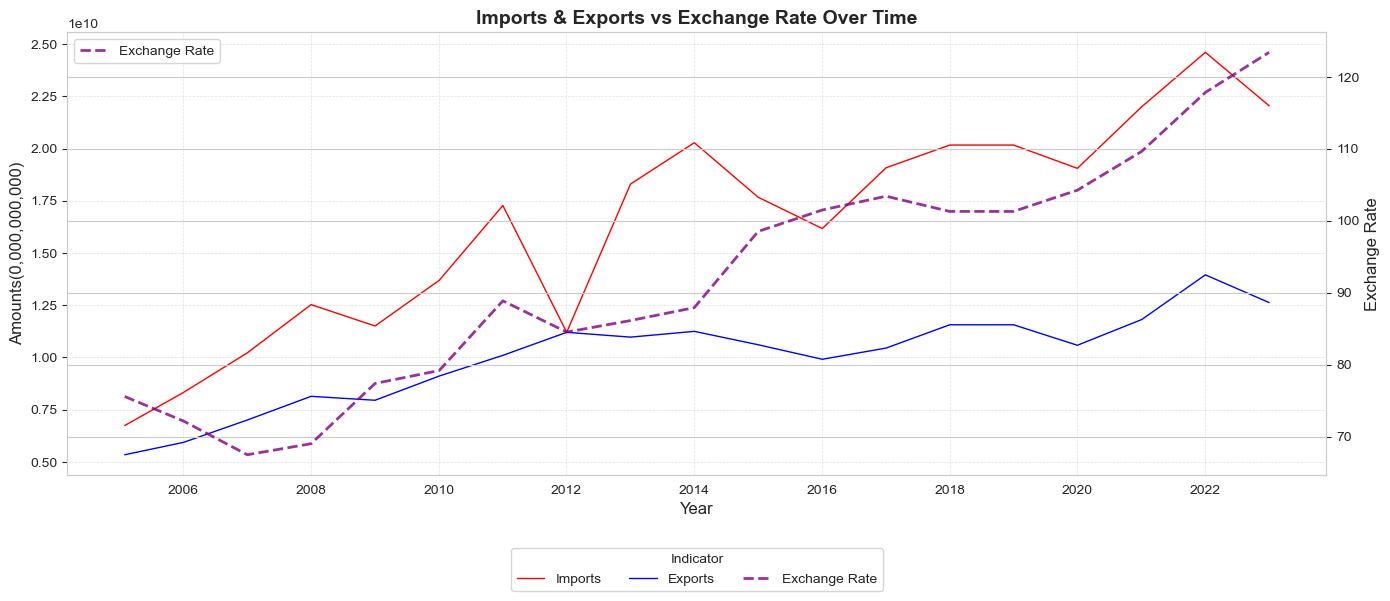 Imports & Exports vs Exchange Rate Over Time
1e10
Exchange Rate
2.50
2.25
2.00
1.75
1.50
1.25
1.00
0.75
0.50
Amounts(0,000,000,000)
120
110
100
90
80
70
Exchange Rate
2006 2008 2010 2012 2014 2016 2018 2020 2022
Year
Indicator
Imports Exports Exchange Rate